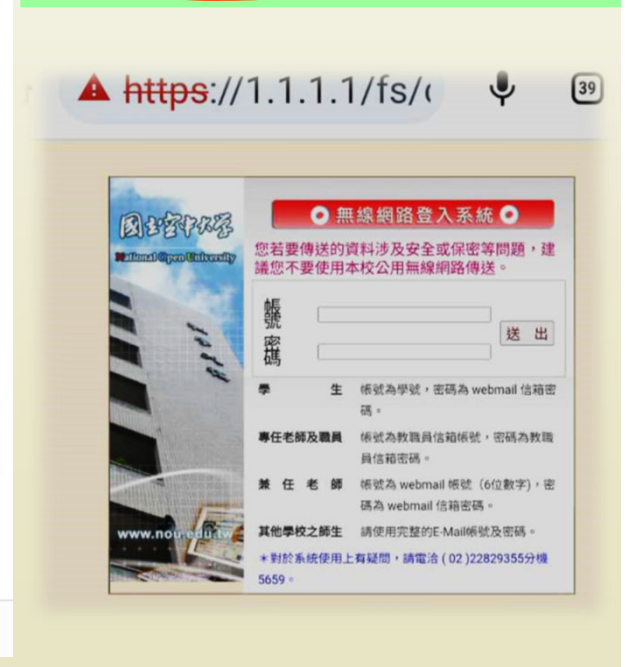 https://1.1.1.1/fs/
39
國立空中大學
National Open University
無線網路登入系統
您若要傳送的資料涉及安全或保密等問題，建
議您不要使用本校公用無線網路傳送。
帳號
密碼
送 出
學 生 帳號為學號，密碼為 webmail 信箱密
碼。
專任老師及職員 帳號為教職員信箱帳號，密碼為教職
員信箱密碼。
兼 任 老 師 帳號為 webmail 帳號（6位數字)，密
碼為 webmail 信箱密碼。
其他學校之師生 請使用完整的E-Mail帳號及密碼。
www.nou.edu.tw
＊對於系統使用上有疑問，請電洽 ( 02 )22829355分機
5659。